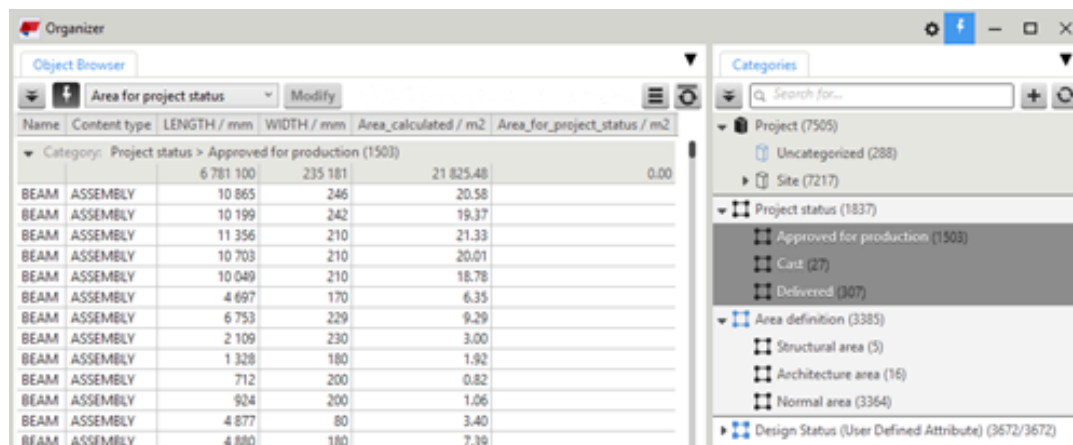 Organizer
Object Browser
Area for project status
Modify
Name Content type LENGTH / mm WIDTH / mm Area_calculated / m2 Area_for_project_status / m2
Category: Project status > Approved for production (1503)
6 781 100 235 181 21 825.48 0.00
BEAM ASSEMBLY 10 865 246 20.58
BEAM ASSEMBLY 10 199 242 19.37
BEAM ASSEMBLY 11 356 210 21.33
BEAM ASSEMBLY 10 703 210 20.01
BEAM ASSEMBLY 10 049 210 18.78
BEAM ASSEMBLY 4 697 170 6.35
BEAM ASSEMBLY 6 753 229 9.29
BEAM ASSEMBLY 2 109 230 3.00
BEAM ASSEMBLY 1 328 180 1.92
BEAM ASSEMBLY 712 200 0.82
BEAM ASSEMBLY 924 200 1.06
BEAM ASSEMBLY 4 877 80 3.40
BEAM ASSEMBLY 4 880 180 7.39
Categories
Search for...
Project (7505)
Uncategorized (288)
Site (7217)
Project status (1837)
Approved for production (1503)
Cast (27)
Delivered (307)
Area definition (3385)
Structural area (5)
Architecture area (16)
Normal area (3364)
Design Status (User Defined Attribute) (3672/3672)